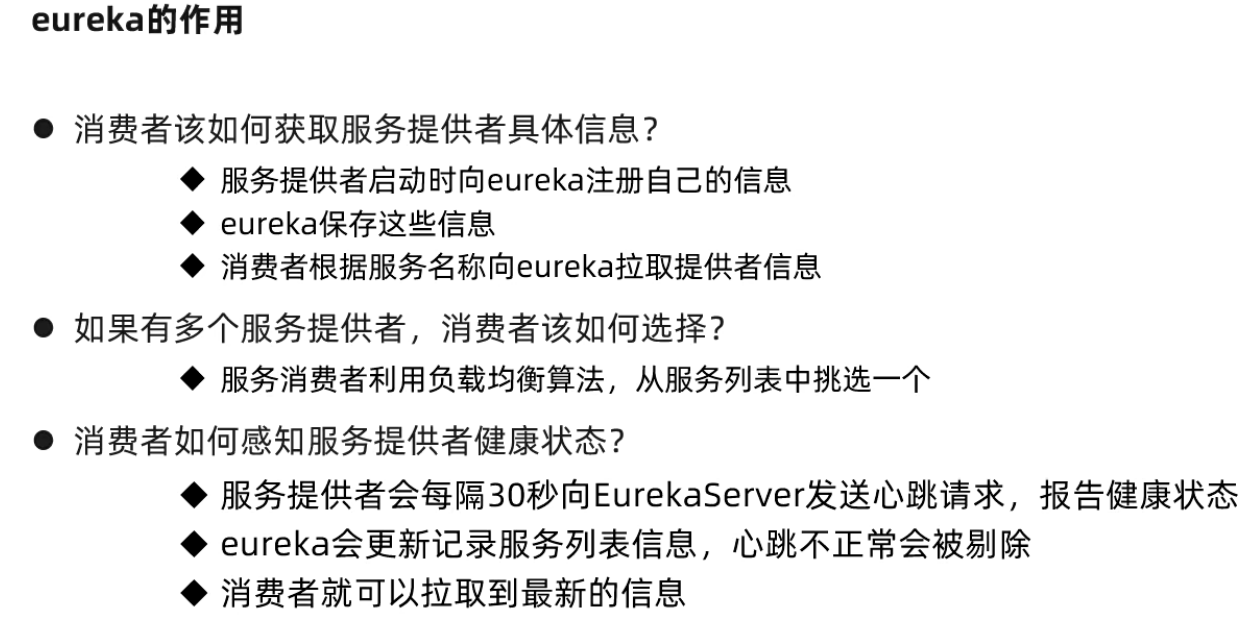 eureka的作用
● 消费者该如何获取服务提供者具体信息？
◆ 服务提供者启动时向eureka注册自己的信息
◆ eureka保存这些信息
◆ 消费者根据服务名称向eureka拉取提供者信息
● 如果有多个服务提供者，消费者该如何选择？
◆ 服务消费者利用负载均衡算法，从服务列表中挑选一个
● 消费者如何感知服务提供者健康状态？
◆ 服务提供者会每隔30秒向EurekaServer发送心跳请求，报告健康状态
◆ eureka会更新记录服务列表信息，心跳不正常会被剔除
◆ 消费者就可以拉取到最新的信息